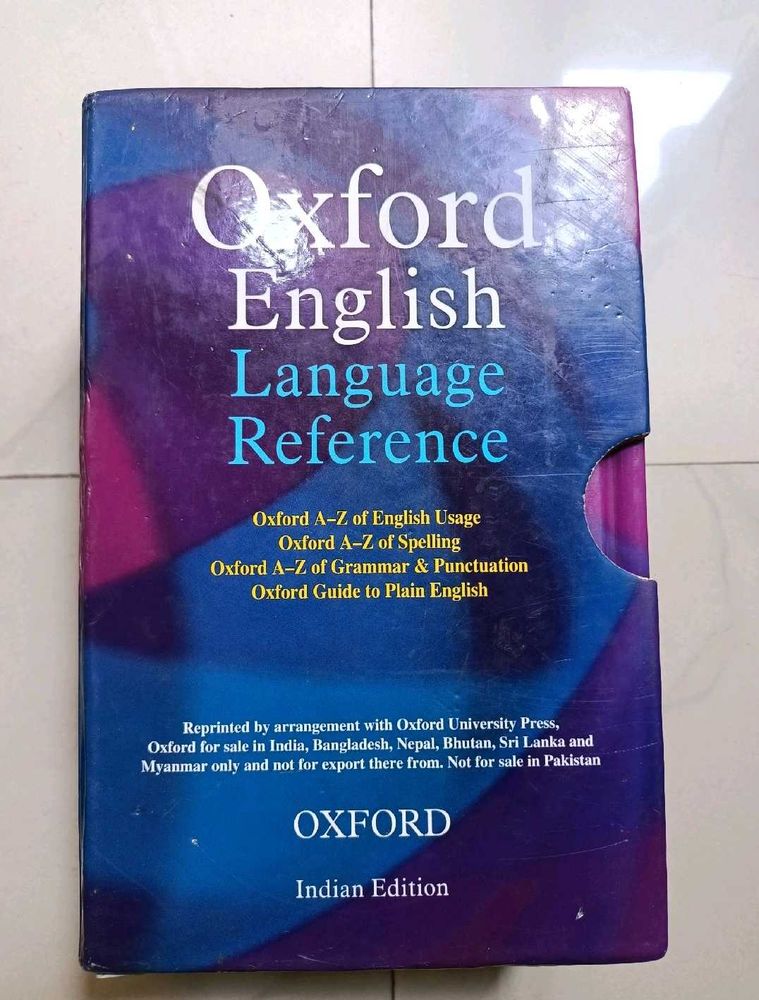 Oxford
English
Language
Reference
Oxford A–Z of English Usage
Oxford A–Z of Spelling
Oxford A–Z of Grammar & Punctuation
Oxford Guide to Plain English
Reprinted by arrangement with Oxford University Press,
Oxford for sale in India, Bangladesh, Nepal, Bhutan, Sri Lanka and
Myanmar only and not for export there from. Not for sale in Pakistan
OXFORD
Indian Edition